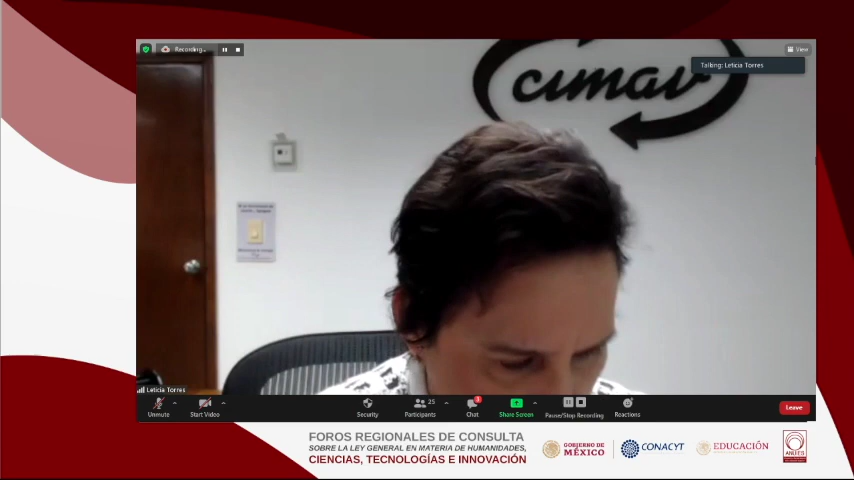 Recording...
View
Talking: Leticia Torres
cimav
Leticia Torres
Unmute
Start Video
Security
Participants
25
Chat
3
Share Screen
Pause/Stop Recording
Reactions
Leave
FOROS REGIONALES DE CONSULTA
SOBRE LA LEY GENERAL EN MATERIA DE HUMANIDADES,
CIENCIAS, TECNOLOGÍAS E INNOVACIÓN
GOBIERNO DE
MÉXICO
CONACYT
EDUCACIÓN
ANUIES